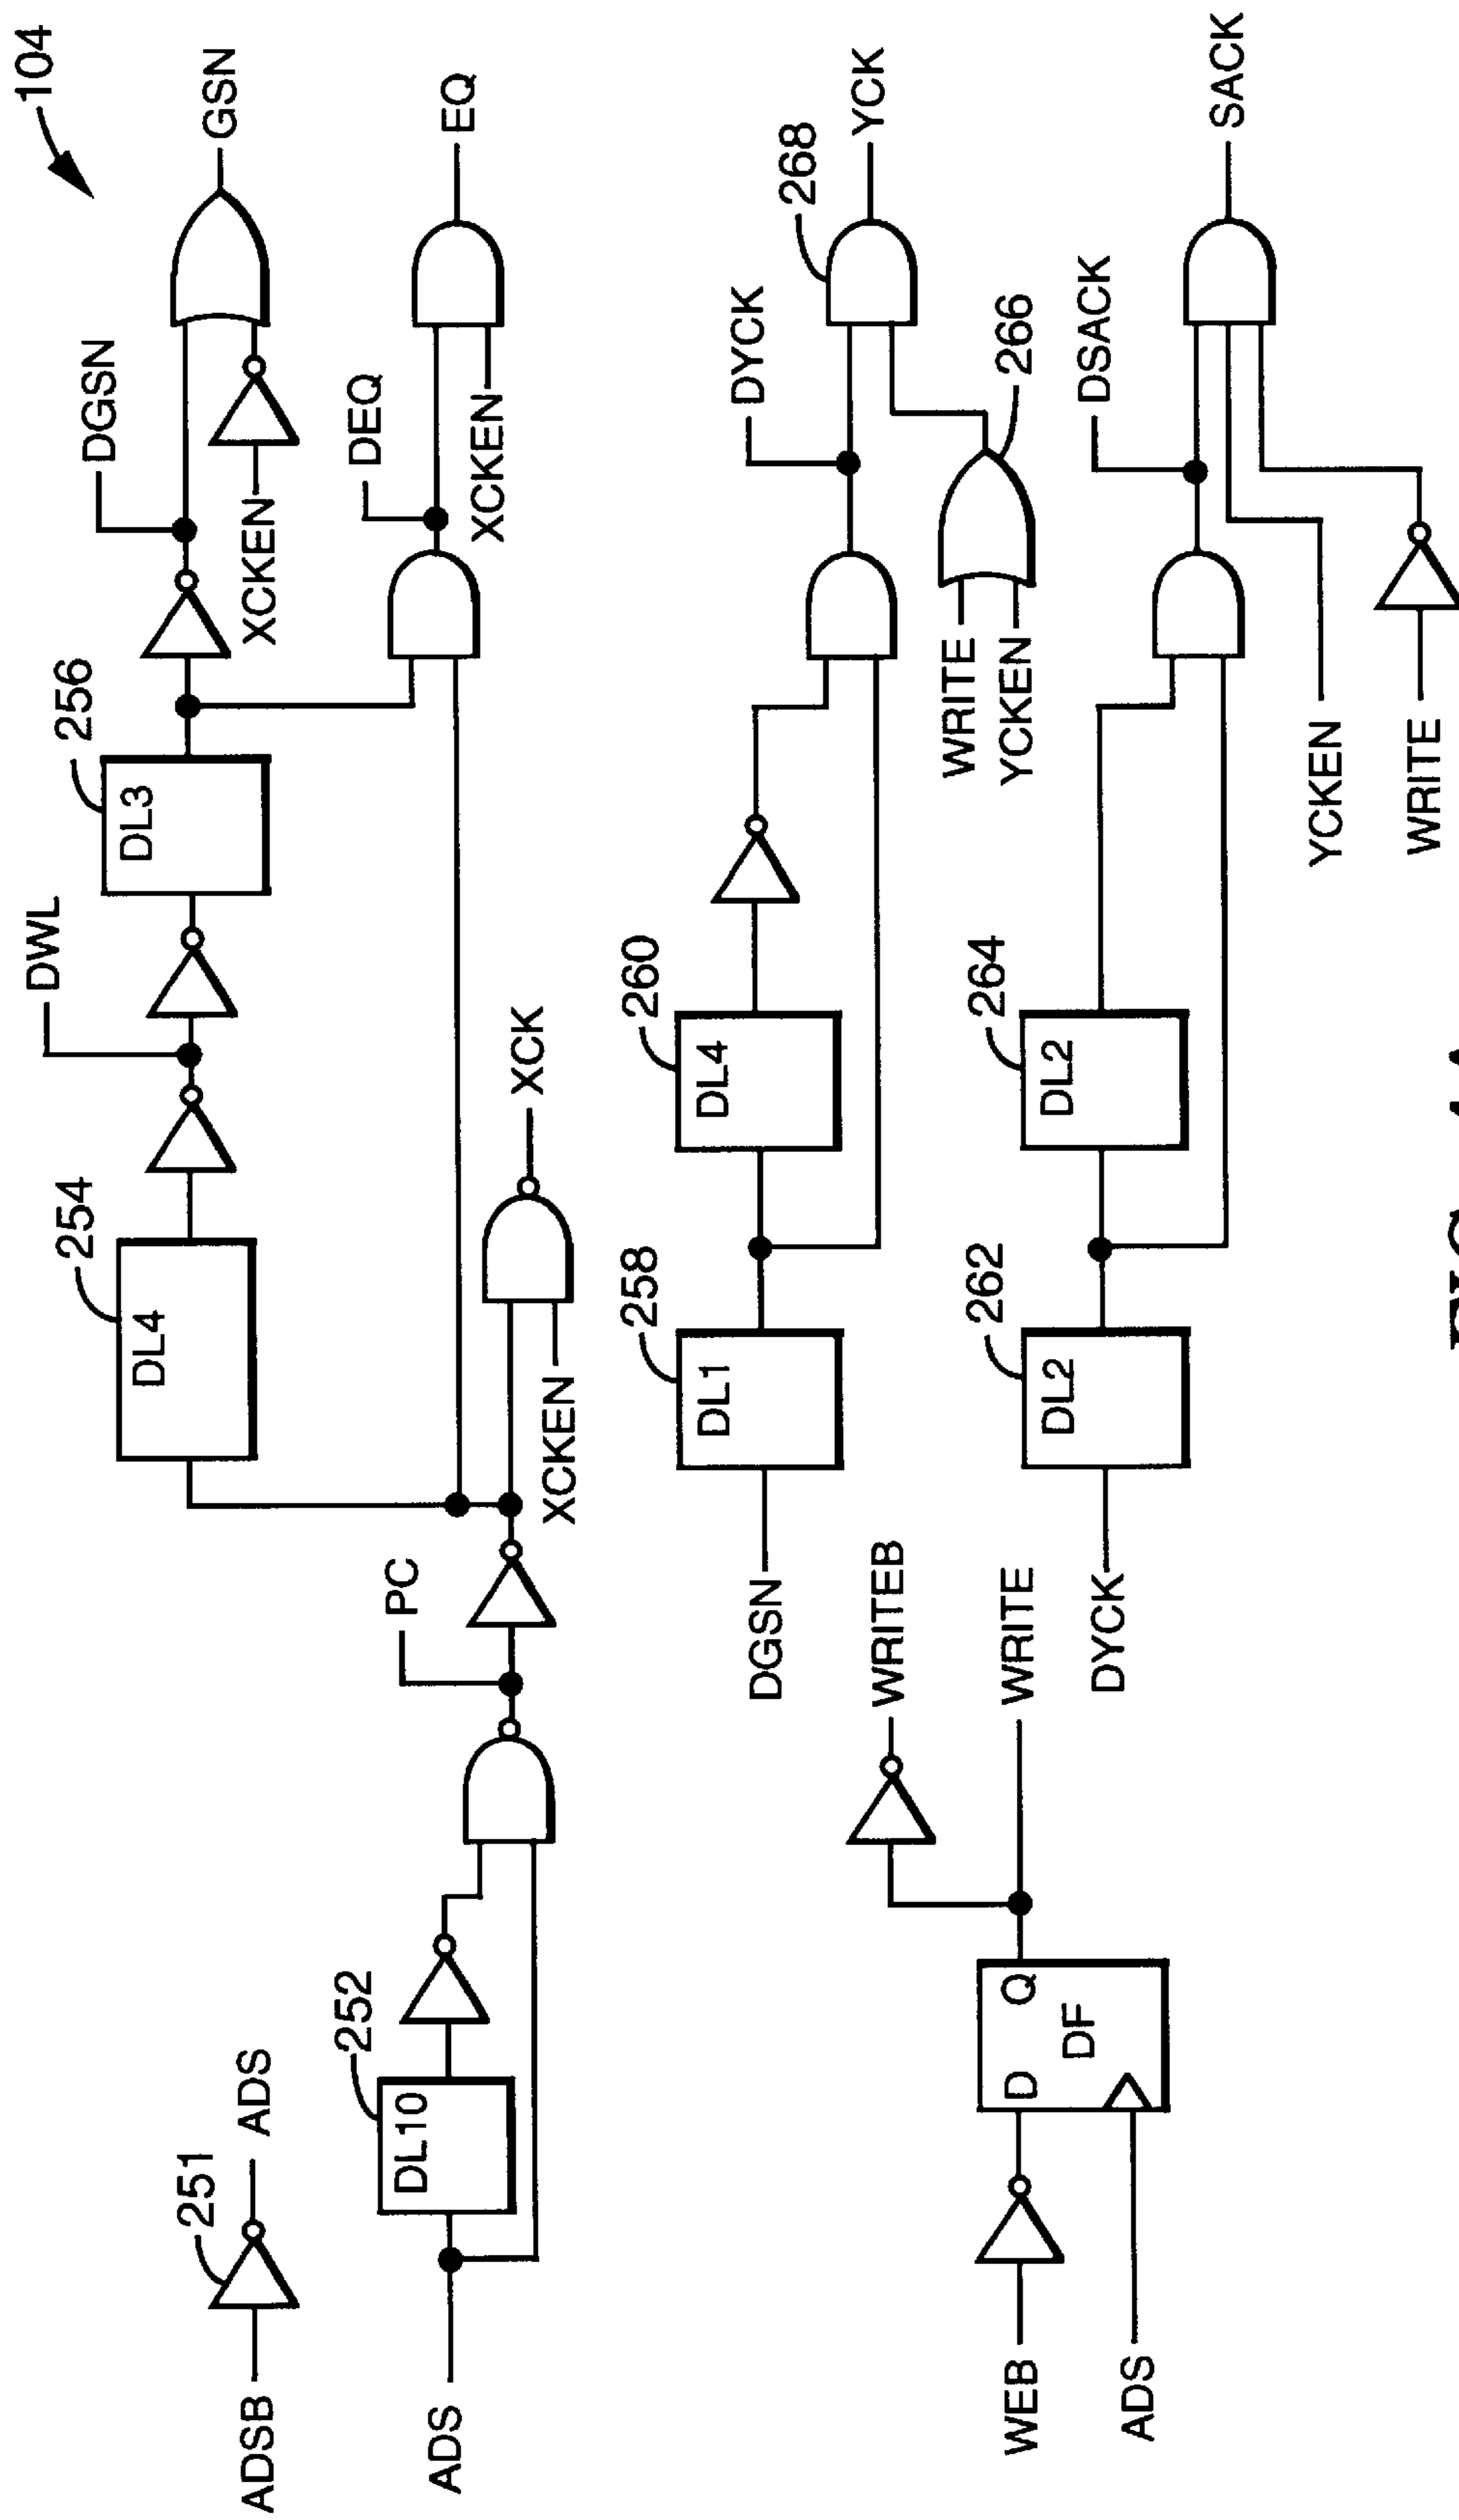 104
ADSB
251
ADS
ADS
252
DL10
PC
XCKEN
XCK
254
DL4
DWL
256
DL3
DGSN
XCKEN
GSN
DEQ
XCKEN
EQ
WEB
ADS
D
Q
DF
WRITEB
WRITE
DGSN
258
DL1
260
DL4
DYCK
WRITE
YCKEN
266
268
YCK
DYCK
262
DL2
264
DL2
DSACK
YCKEN
WRITE
SACK